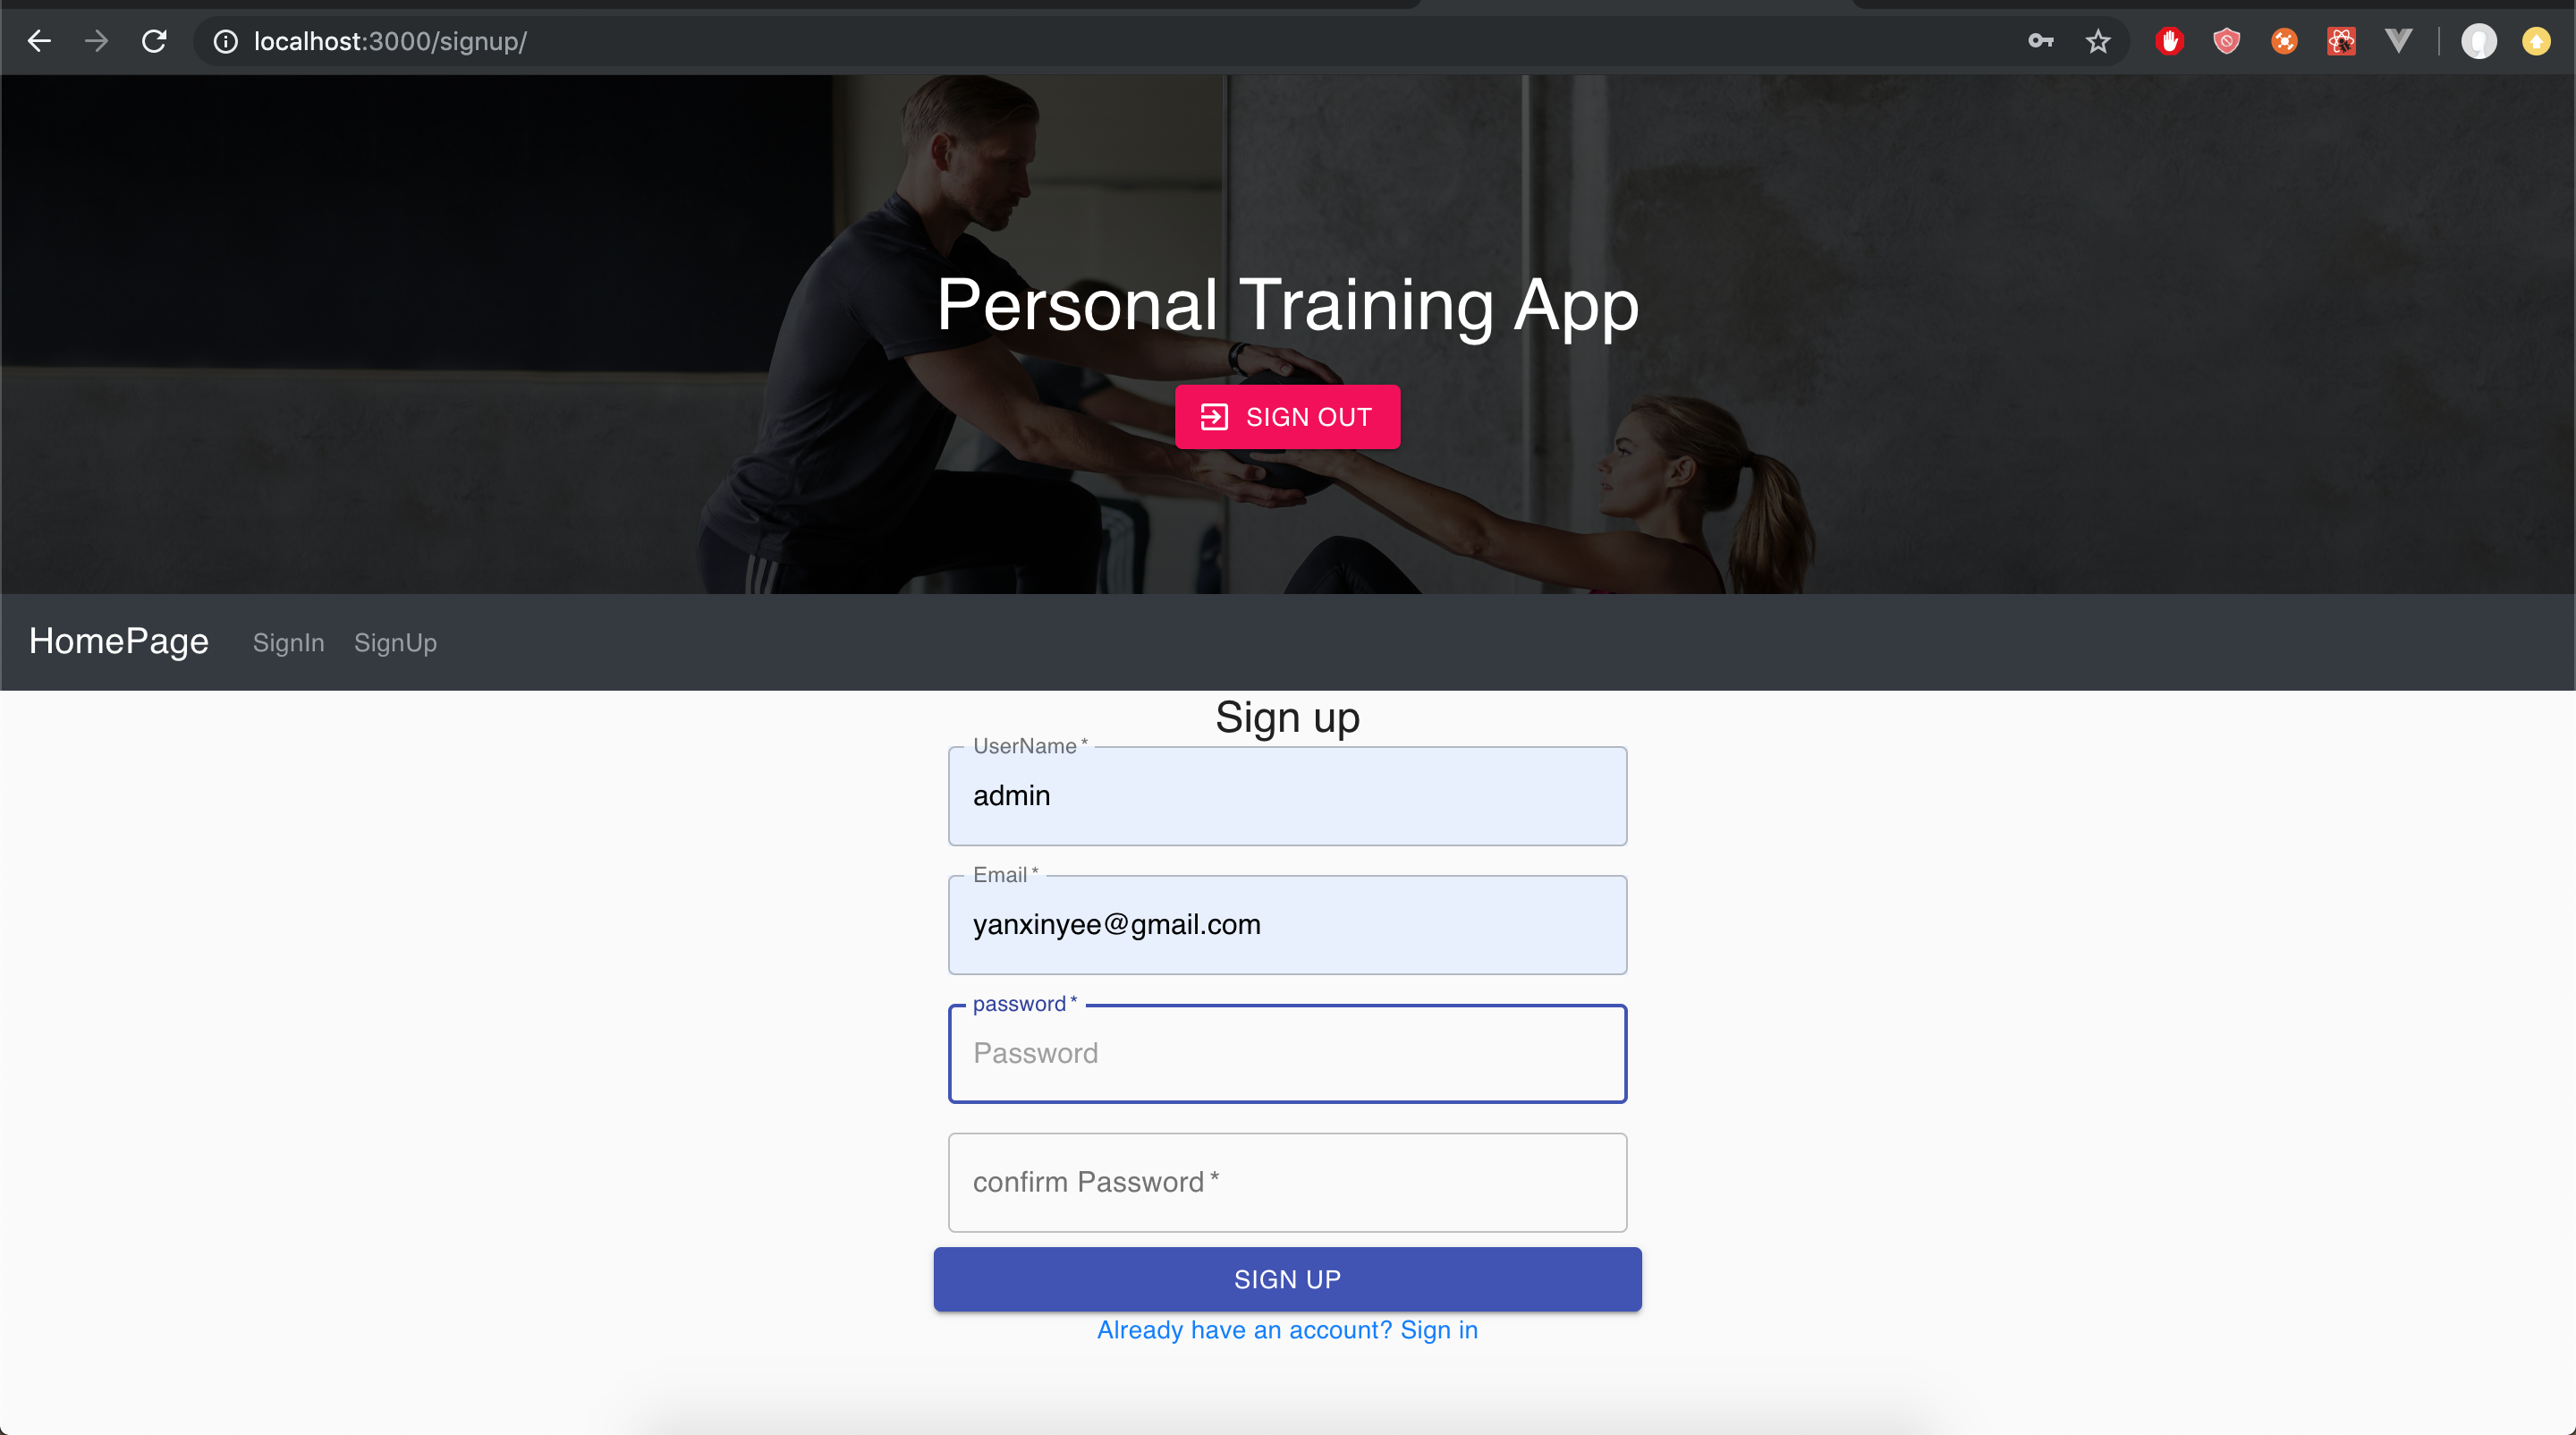 localhost:3000/signup/
Personal Training App
SIGN OUT
HomePage SignIn SignUp
Sign up
UserName *
admin
Email *
yanxinyee@gmail.com
password *
Password
confirm Password *
SIGN UP
Already have an account? Sign in